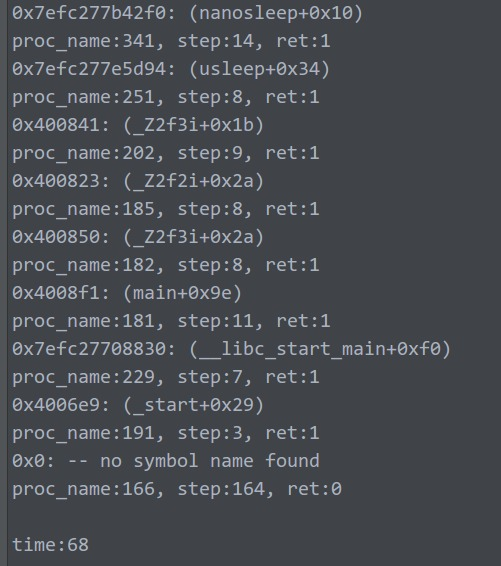 0x7efc277b42f0: (nanosleep+0x10)
proc_name:341, step:14, ret:1
0x7efc277e5d94: (usleep+0x34)
proc_name:251, step:8, ret:1
0x400841: (_Z2f3i+0x1b)
proc_name:202, step:9, ret:1
0x400823: (_Z2f2i+0x2a)
proc_name:185, step:8, ret:1
0x400850: (_Z2f3i+0x2a)
proc_name:182, step:8, ret:1
0x4008f1: (main+0x9e)
proc_name:181, step:11, ret:1
0x7efc27708830: (__libc_start_main+0xf0)
proc_name:229, step:7, ret:1
0x4006e9: (_start+0x29)
proc_name:191, step:3, ret:1
0x0: -- no symbol name found
proc_name:166, step:164, ret:0
time:68